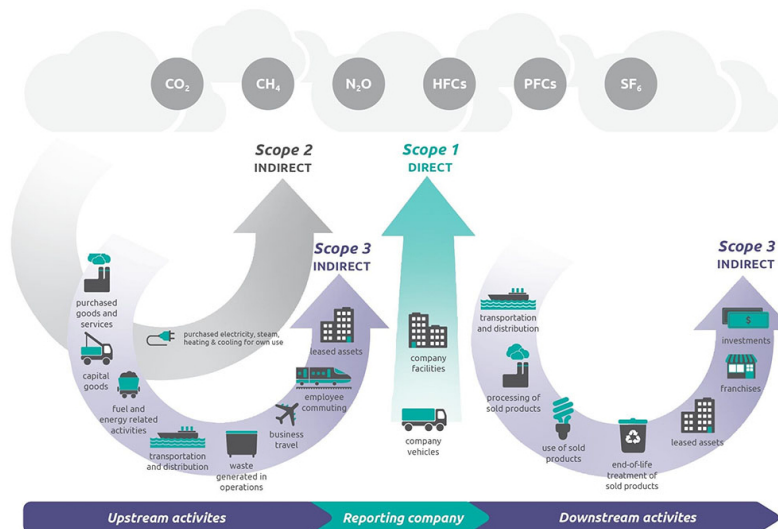 CO₂
CH₄
N₂O
HFCs
PFCs
SF₆
Scope 2
INDIRECT
Scope 1
DIRECT
Scope 3
INDIRECT
Scope 3
INDIRECT
purchased
goods and
services
capital
goods
fuel and
energy related
activities
transportation
and distribution
waste
generated in
operations
business
travel
employee
commuting
leased assets
purchased electricity, steam,
heating & cooling for own use
company
facilities
company
vehicles
transportation
and distribution
processing of
sold products
use of sold
products
end-of-life
treatment of
sold products
leased assets
franchises
investments
$
Upstream activites
Reporting company
Downstream activites